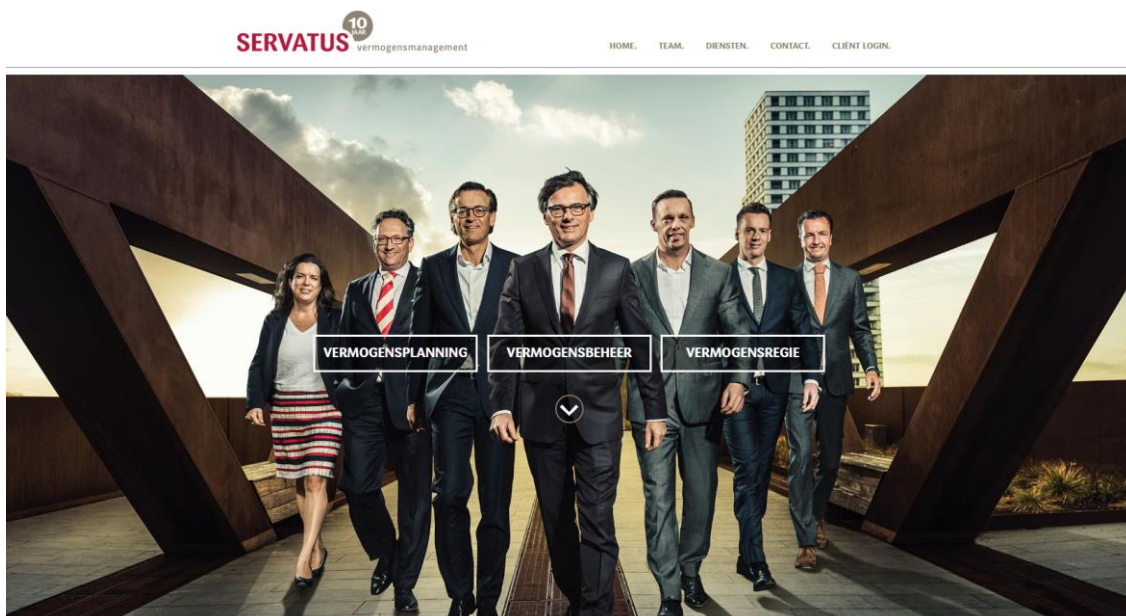 SERVATUS
10
JAAR
vermogensmanagement
HOME. TEAM. DIENSTEN. CONTACT. CLIËNT LOGIN.
VERMOGENSPLANNING VERMOGENSBEHEER VERMOGENSREGIE